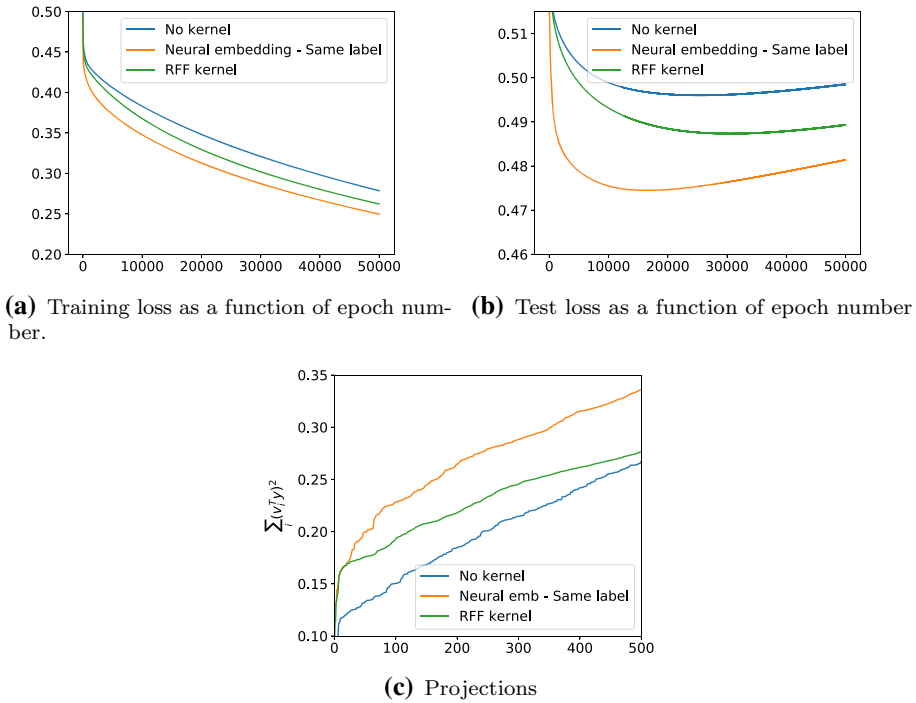 0.50
0.45
0.40
0.35
0.30
0.25
0.20
No kernel
Neural embedding - Same label
RFF kernel
0 10000 20000 30000 40000 50000
0.51
0.50
0.49
0.48
0.47
0.46
No kernel
Neural embedding - Same label
RFF kernel
0 10000 20000 30000 40000 50000
(a) Training loss as a function of epoch num-
ber.
(b) Test loss as a function of epoch number
0.35
0.30
0.25
0.20
0.15
0.10
∑_i (v_i^T y)^2
No kernel
Neural emb - Same label
RFF kernel
0 100 200 300 400 500
(c) Projections